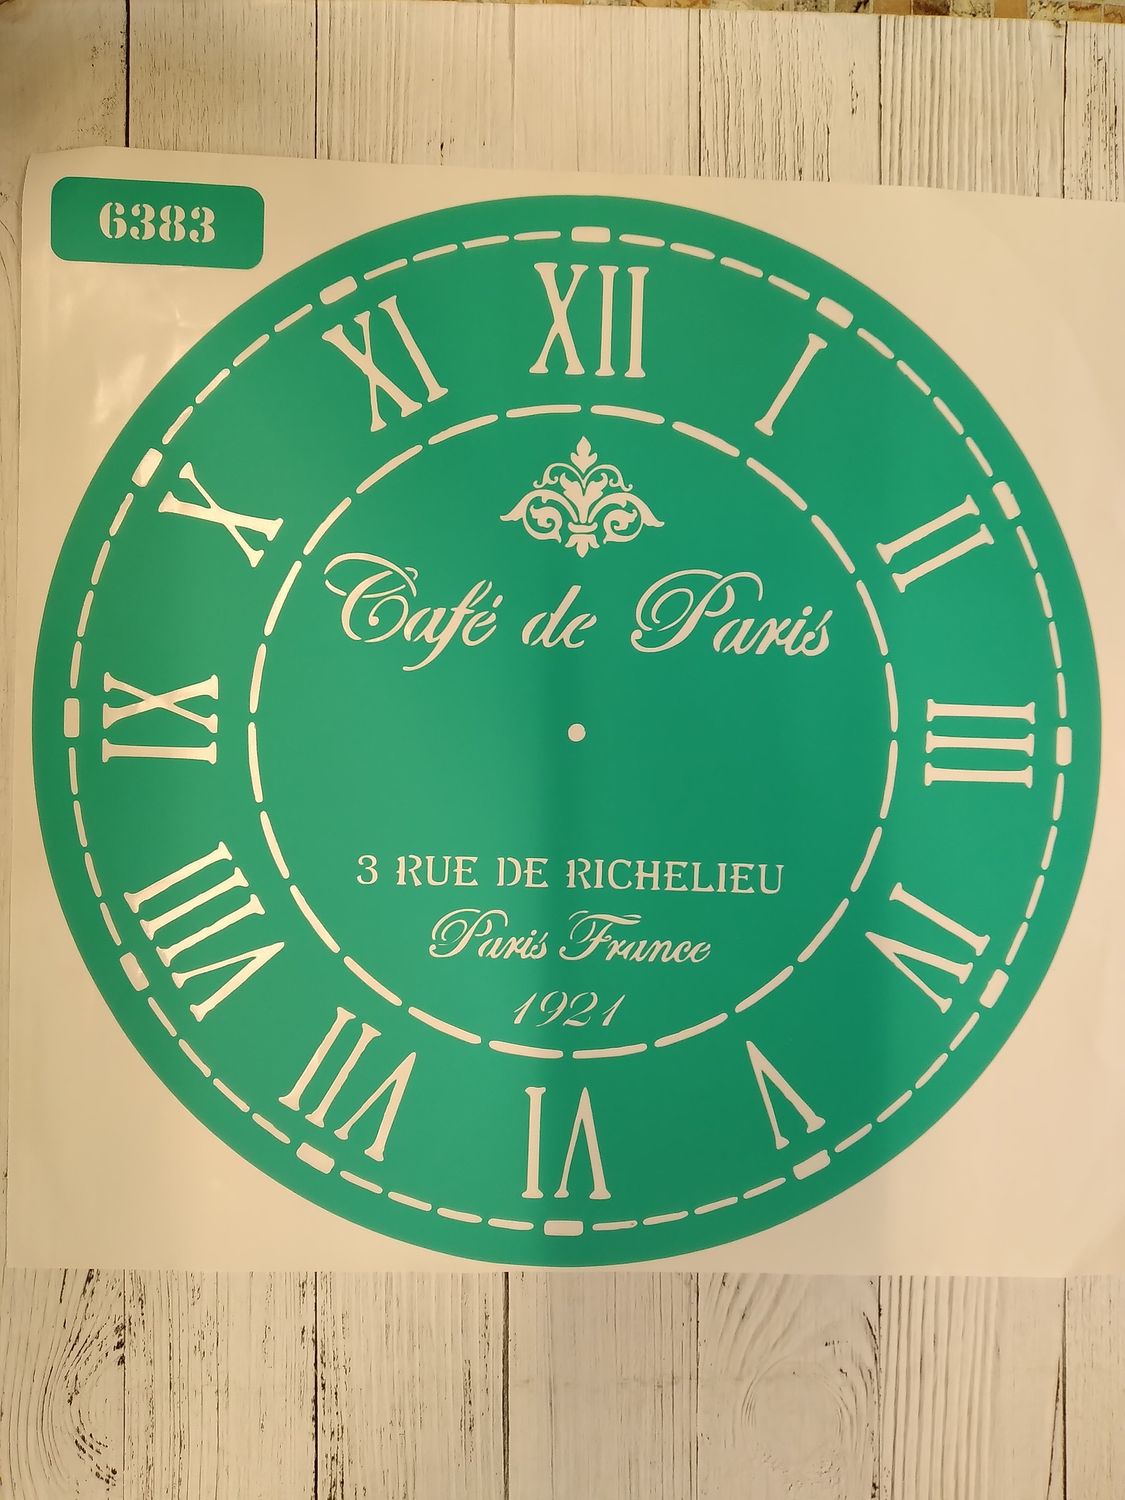 6383
XII
I
II
III
IV
V
VI
VII
VIII
IX
X
XI
Café de Paris
3 RUE DE RICHELIEU
Paris France
1921